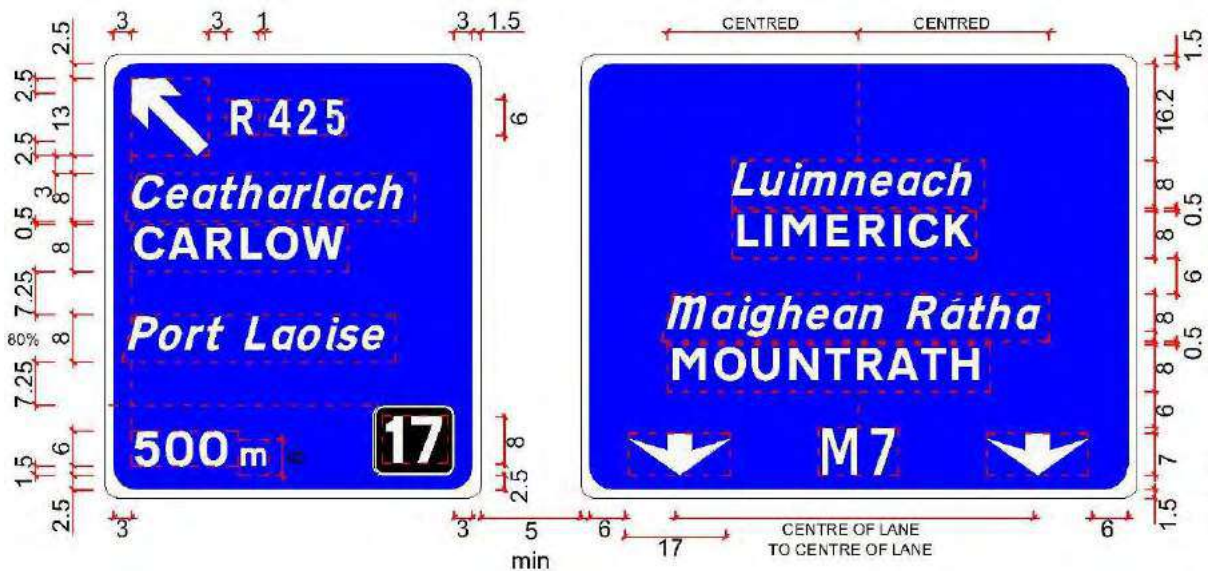 3 3 1 3 1.5 CENTRED CENTRED
2.5
2.5
13
2.5
3
8
0.5
8
7.25
80%
8
7.25
6
1.5
2.5
R 425
Ceatharlach
CARLOW
Port Laoise
500 m
6
17
6
8
2.5
Luimneach
LIMERICK
Maighean Rátha
MOUNTRATH
M7
1.5
16.2
8
0.5
8
6
8
0.5
8
6
7
1.5
3 3 5 6 CENTRE OF LANE 6
17 TO CENTRE OF LANE
min